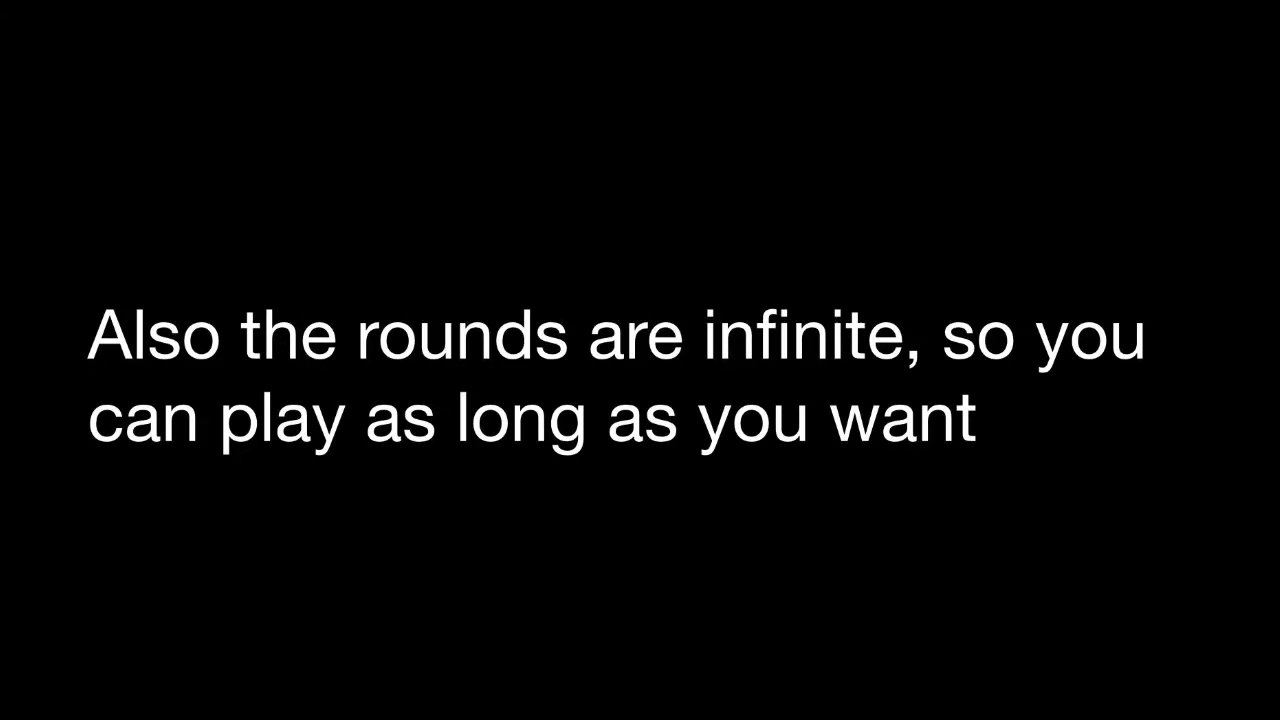 Also the rounds are infinite, so you
can play as long as you want